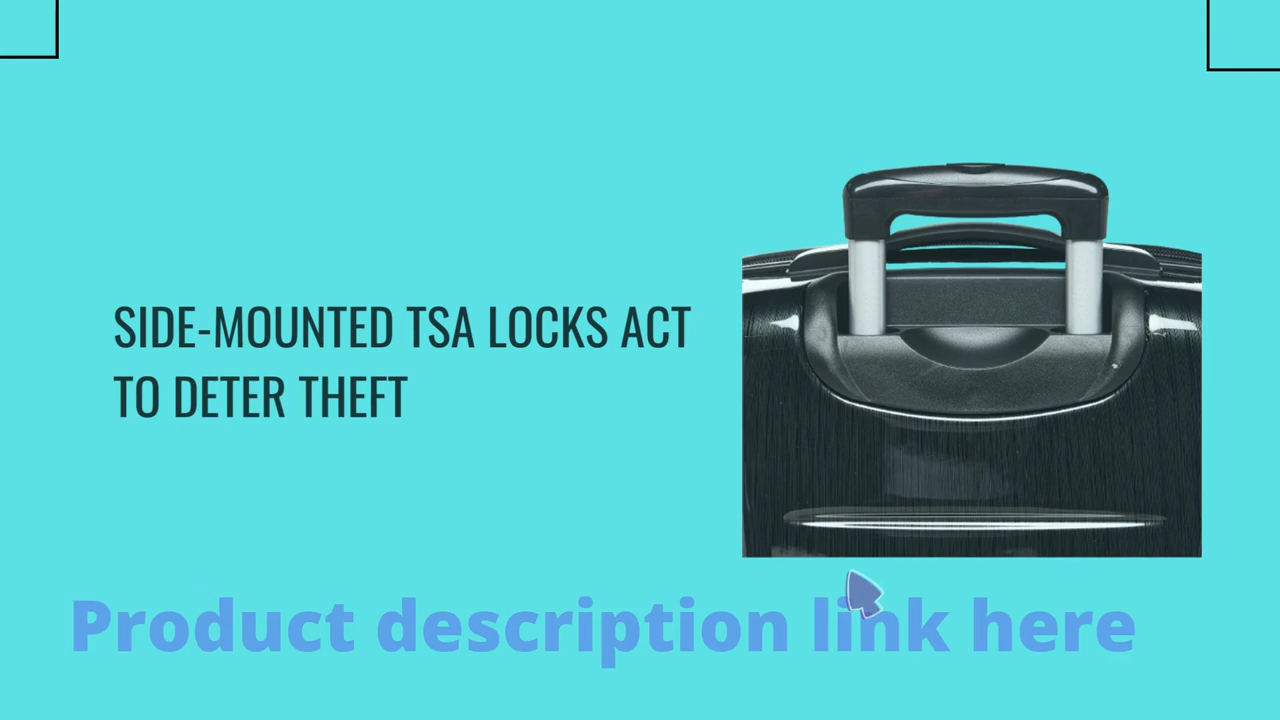 SIDE-MOUNTED TSA LOCKS ACT
TO DETER THEFT
Product description link here